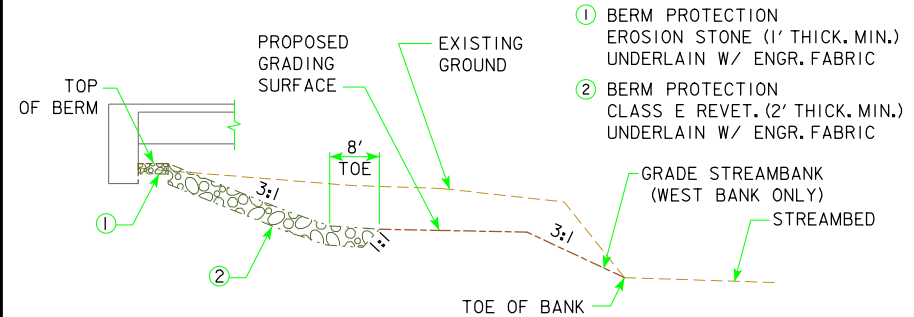 ① BERM PROTECTION
EROSION STONE (1' THICK. MIN.)
UNDERLAIN W/ ENGR. FABRIC
② BERM PROTECTION
CLASS E REVET. (2' THICK. MIN.)
UNDERLAIN W/ ENGR. FABRIC
PROPOSED
GRADING
SURFACE
EXISTING
GROUND
TOP
OF BERM
8'
TOE
3:1
1:1
3:1
GRADE STREAMBANK
(WEST BANK ONLY)
STREAMBED
①
②
TOE OF BANK